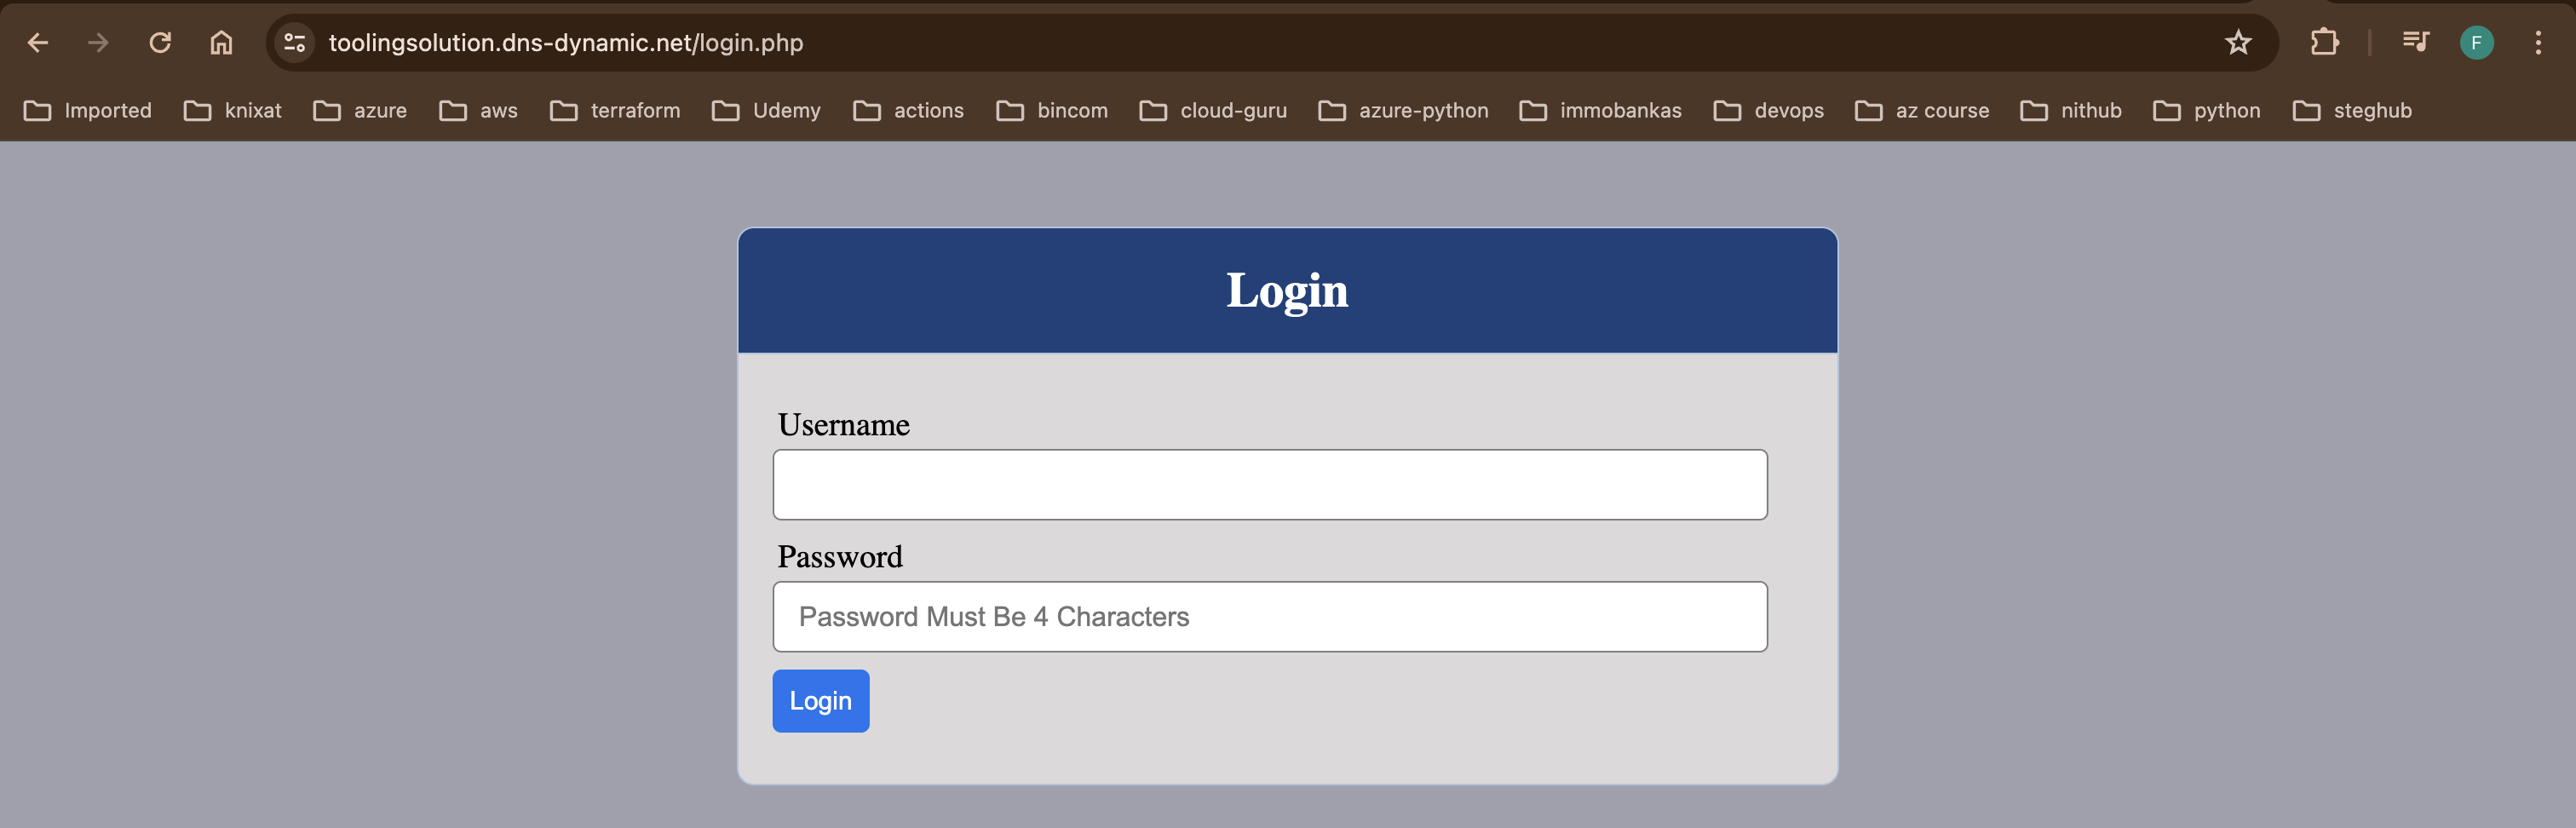 toolingsolution.dns-dynamic.net/login.php
F
Imported knixat azure aws terraform Udemy actions bincom cloud-guru azure-python immobankas devops az course nithub python steghub
Login
Username
Password
Password Must Be 4 Characters
Login